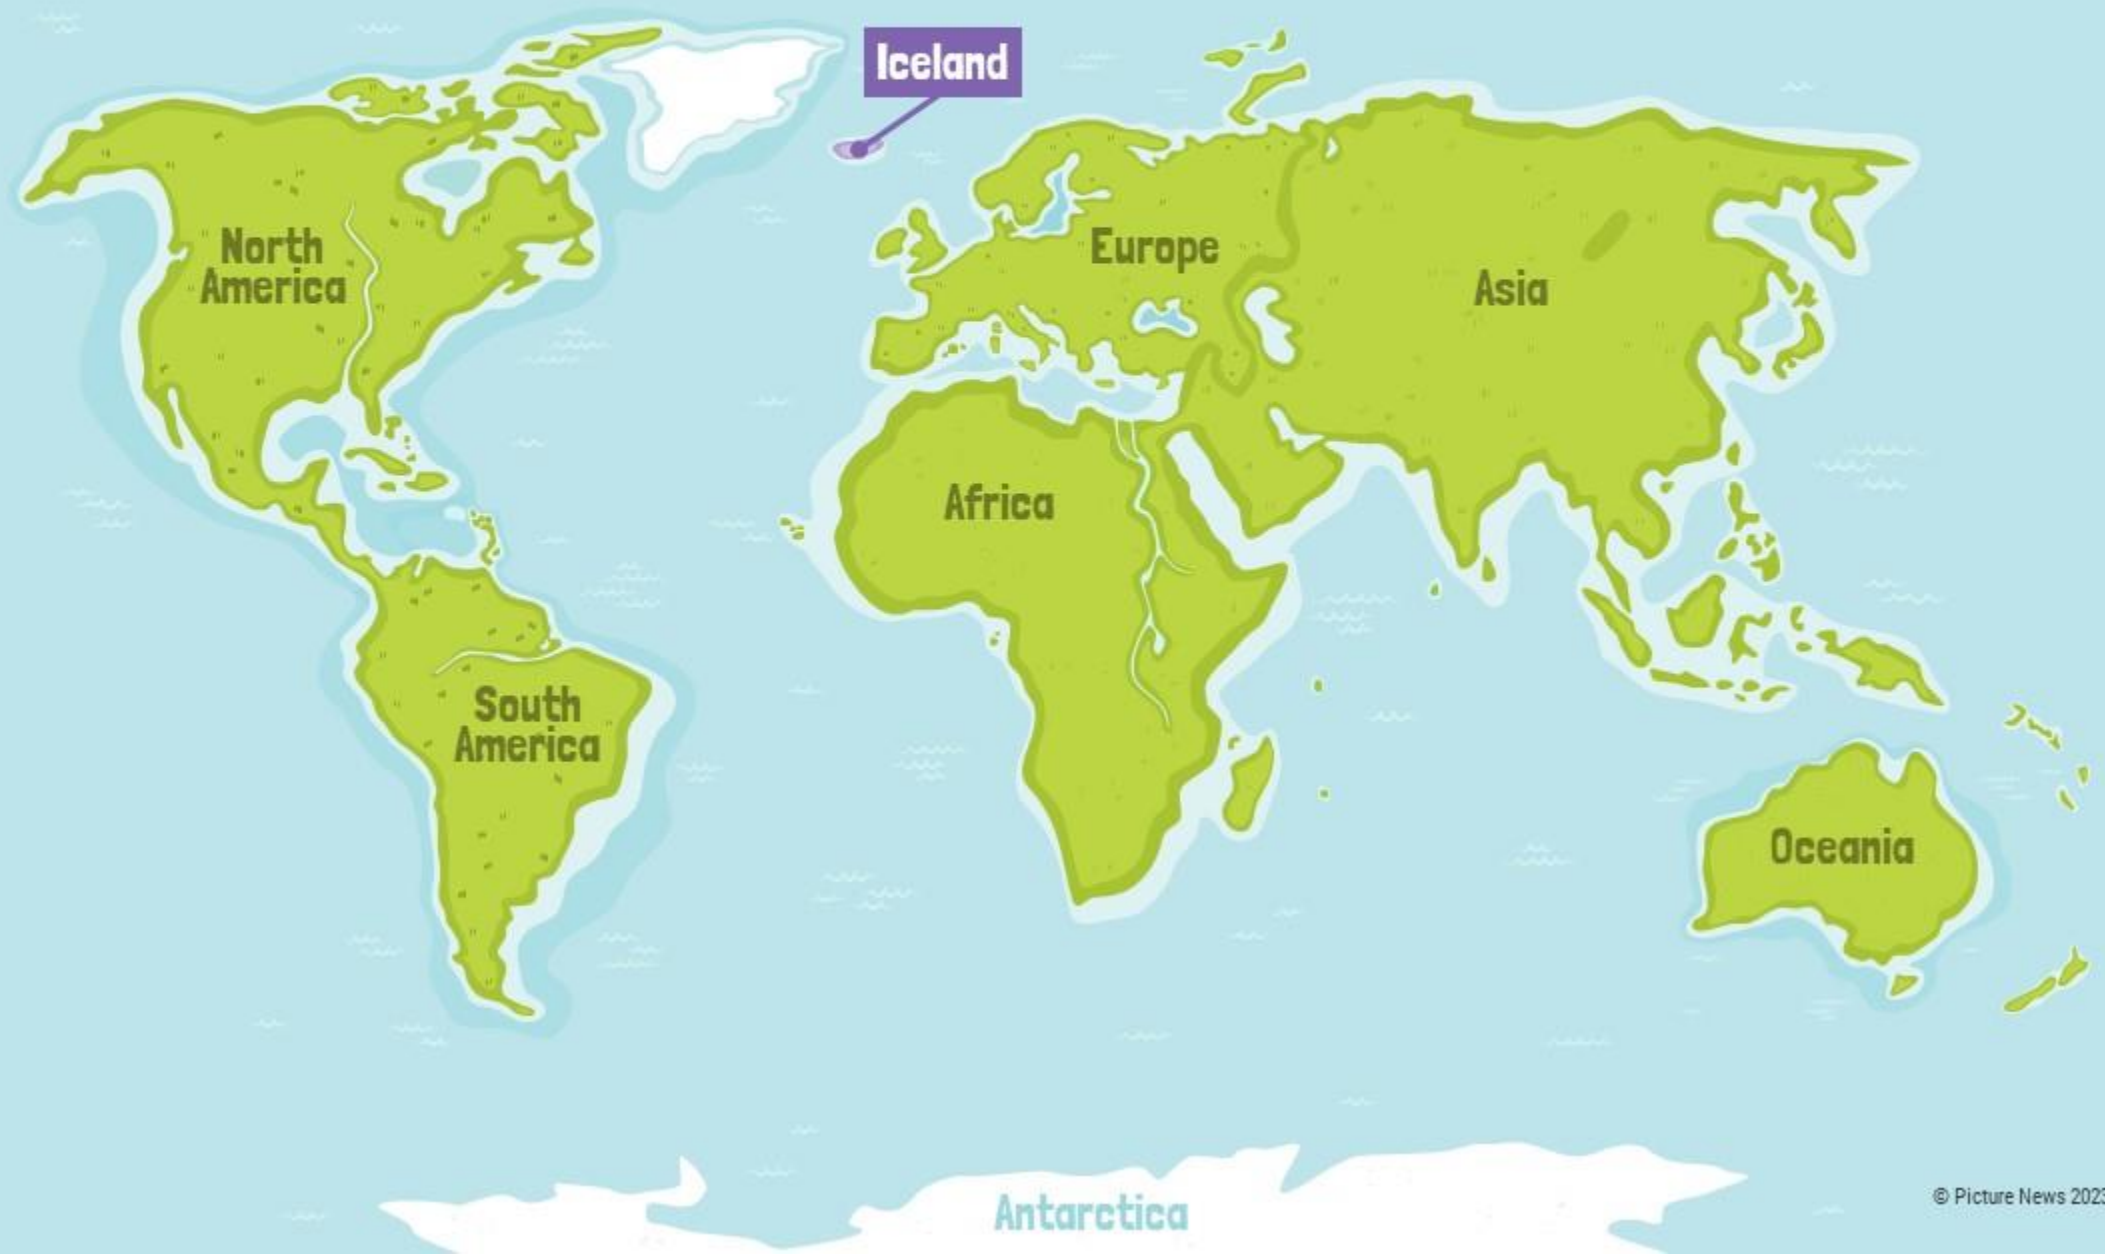 Iceland
North
America
Europe
Asia
Africa
South
America
Oceania
Antarctica
© Picture News 2023